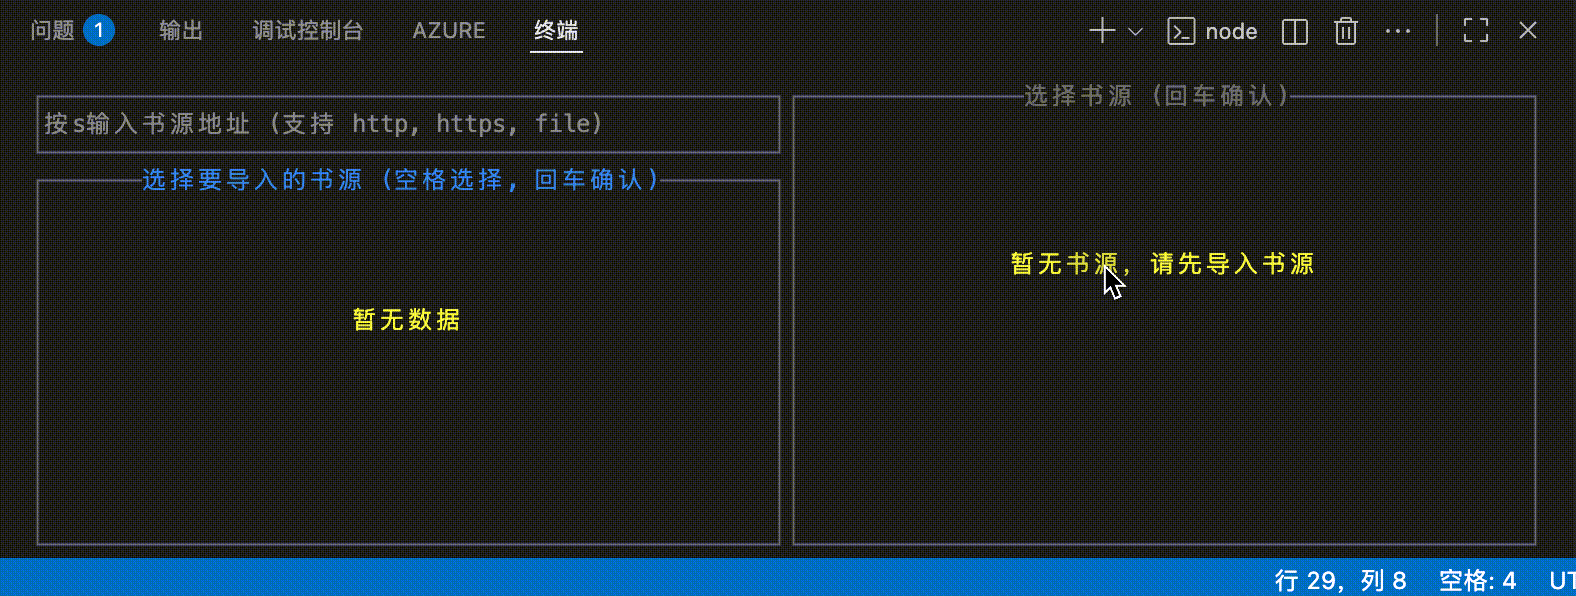 问题 1 输出 调试控制台 AZURE 终端 node
按s输入书源地址 (支持 http, https, file)
选择要导入的书源 (空格选择, 回车确认)
暂无数据
选择书源 (回车确认)
暂无书源, 请先导入书源
行 29, 列 8 空格: 4 UT